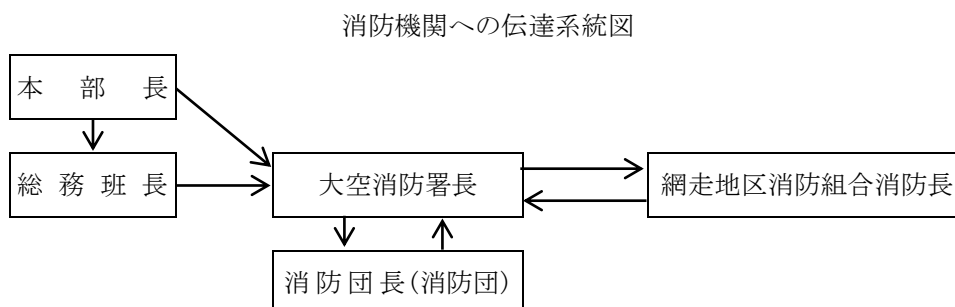 消防機関への伝達系統図
本部長
総務班長
大空消防署長
網走地区消防組合消防長
消防団長(消防団)